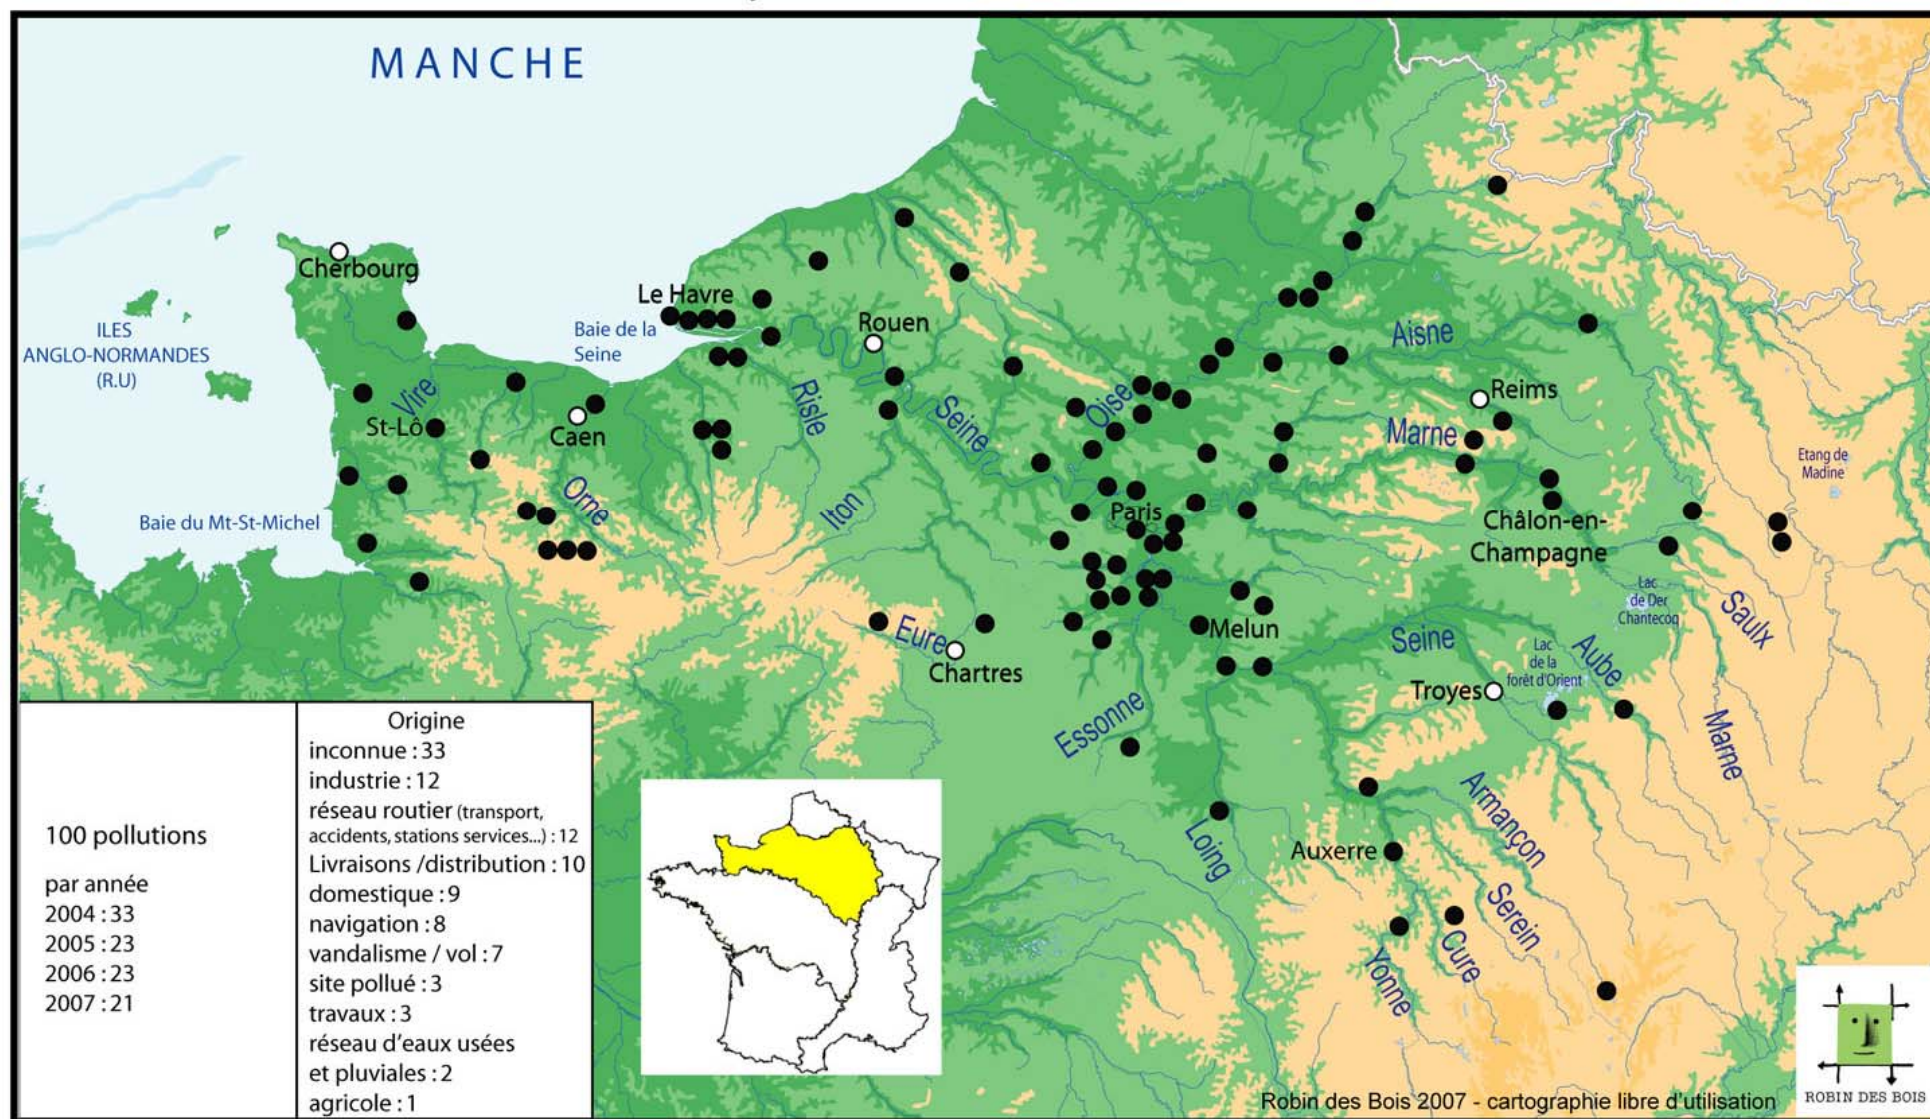 MANCHE
Cherbourg
Le Havre
Baie de la
Seine
Rouen
ILES
ANGLO-NORMANDES
(R.U)
Aisne
Vire
Risle
Seine
Oise
Reims
St-Lô
Caen
Marne
Etang de
Madine
Orne
Iton
Paris
Baie du Mt-St-Michel
Châlon-en-
Champagne
Lac
de Der
Chantecoq
Saulx
Eure
Melun
Seine
Lac
de la
forêt d'Orient
Aube
Chartres
Troyes
Essonne
Marne
Armançon
Loing
Auxerre
Serein
Cure
Yonne
100 pollutions
par année
2004 : 33
2005 : 23
2006 : 23
2007 : 21
Origine
inconnue : 33
industrie : 12
réseau routier (transport,
accidents, stations services...) : 12
Livraisons /distribution : 10
domestique : 9
navigation : 8
vandalisme / vol : 7
site pollué : 3
travaux : 3
réseau d'eaux usées
et pluviales : 2
agricole : 1
Robin des Bois 2007 - cartographie libre d'utilisation
ROBIN DES BOIS